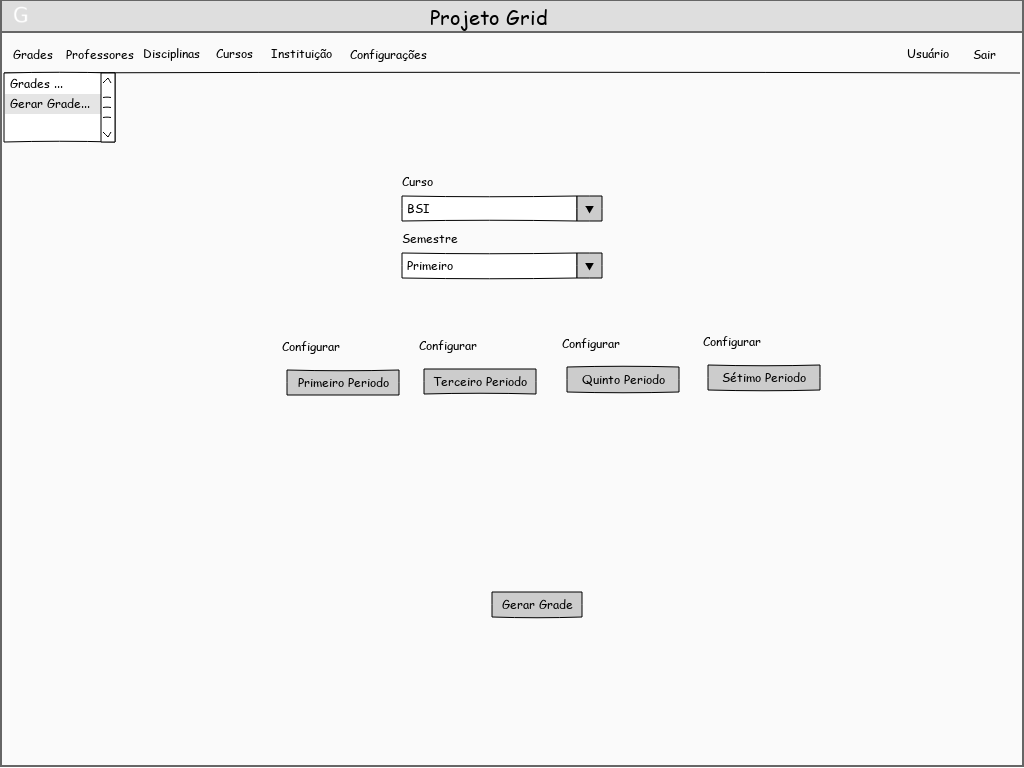 G
Projeto Grid
Grades Professores Disciplinas Cursos Instituição Configurações Usuário Sair
Grades ...
Gerar Grade...
Curso
BSI
Semestre
Primeiro
Configurar Configurar Configurar Configurar
Primeiro Periodo Terceiro Periodo Quinto Periodo Sétimo Periodo
Gerar Grade